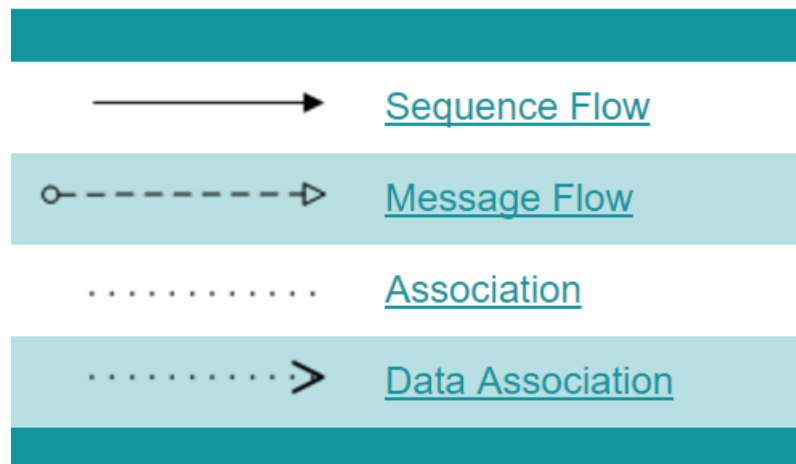 Sequence Flow
Message Flow
Association
Data Association